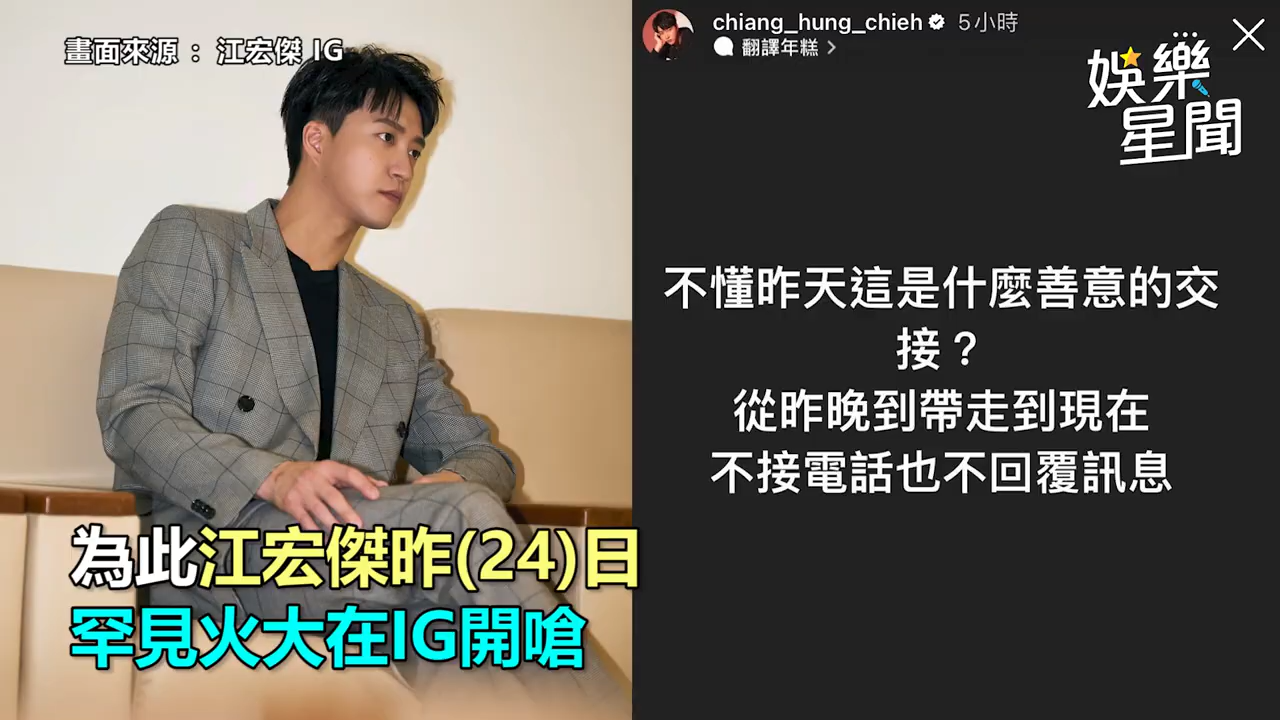 畫面來源 : 江宏傑 IG
chiang_hung_chieh 5小時
翻譯年糕 >
娛樂
星聞
不懂昨天這是什麼善意的交
接?
從昨晚到帶走到現在
不接電話也不回覆訊息
為此江宏傑昨(24)日
罕見火大在IG開嗆